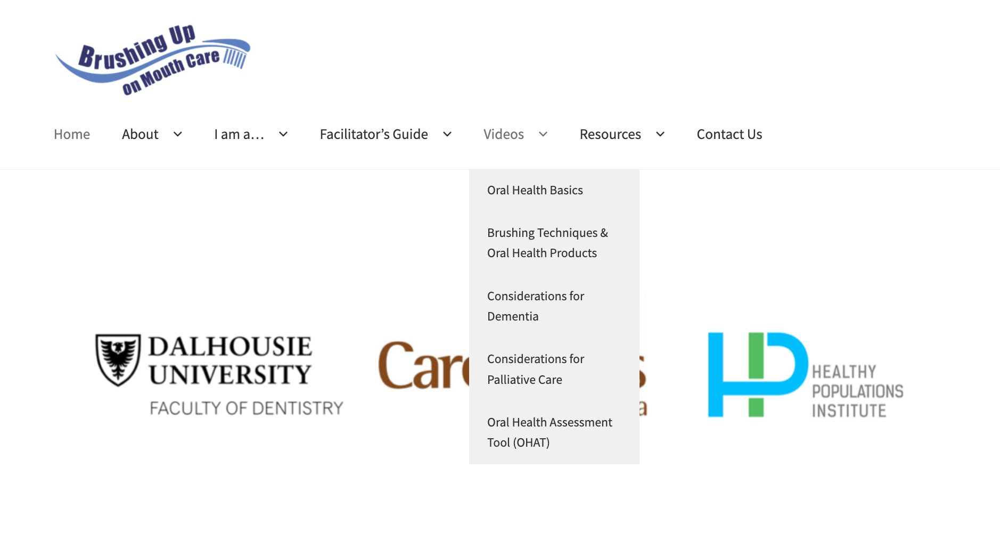 Brushing Up
on Mouth Care
Home About I am a... Facilitator’s Guide Videos Resources Contact Us
Oral Health Basics
Brushing Techniques &
Oral Health Products
Considerations for
Dementia
Considerations for
Palliative Care
Oral Health Assessment
Tool (OHAT)
DALHOUSIE
UNIVERSITY
FACULTY OF DENTISTRY
HEALTHY
POPULATIONS
INSTITUTE